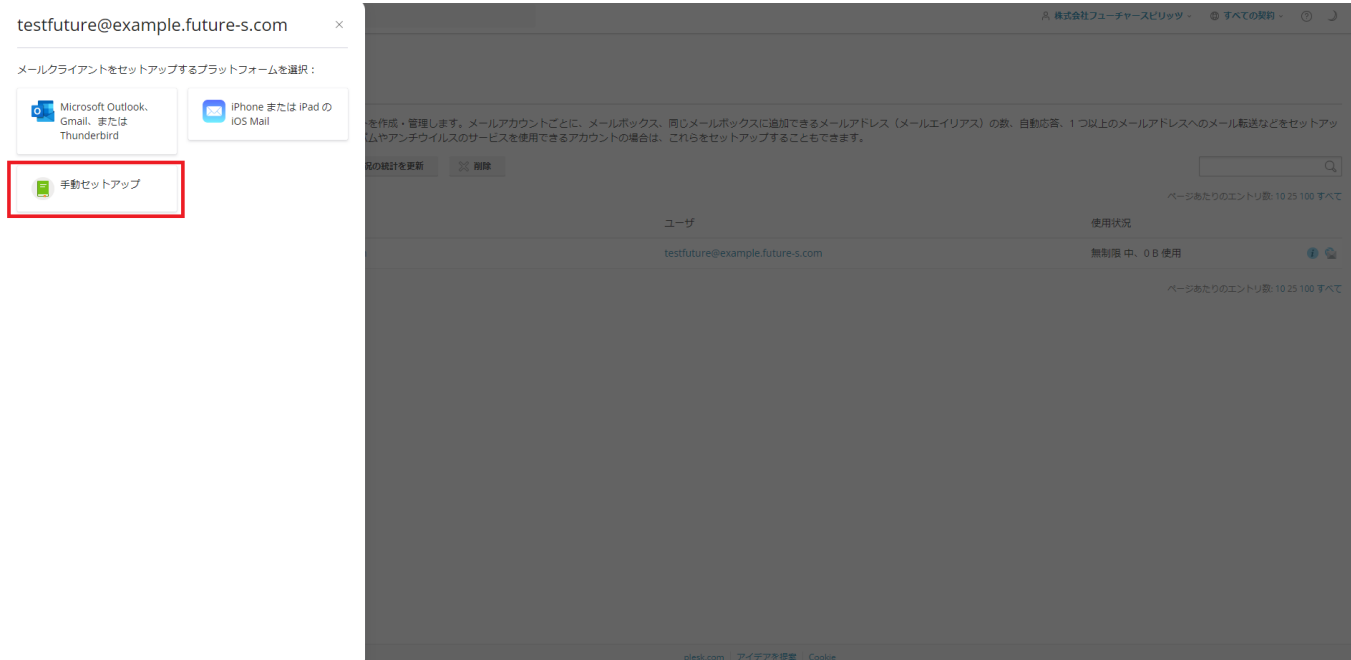 testfuture@example.future-s.com
×
メールクライアントをセットアップするプラットフォームを選択：
Microsoft Outlook、
Gmail、または
Thunderbird
iPhone または iPad の
iOS Mail
手動セットアップ
株式会社フューチャースピリッツ
すべての契約
トを作成・管理します。メールアカウントごとに、メールボックス、同じメールボックスに追加できるメールアドレス（メールエイリアス）の数、自動応答、1 つ以上のメールアドレスへのメール転送などをセットアッ
ムやアンチウイルスのサービスを使用できるアカウントの場合は、これらをセットアップすることもできます。
況の統計を更新
削除
ページあたりのエントリ数: 10 25 100 すべて
ユーザ
使用状況
testfuture@example.future-s.com
無制限 中、0 B 使用
ページあたりのエントリ数: 10 25 100 すべて
plesk.com
アイデアを提案
Cookie